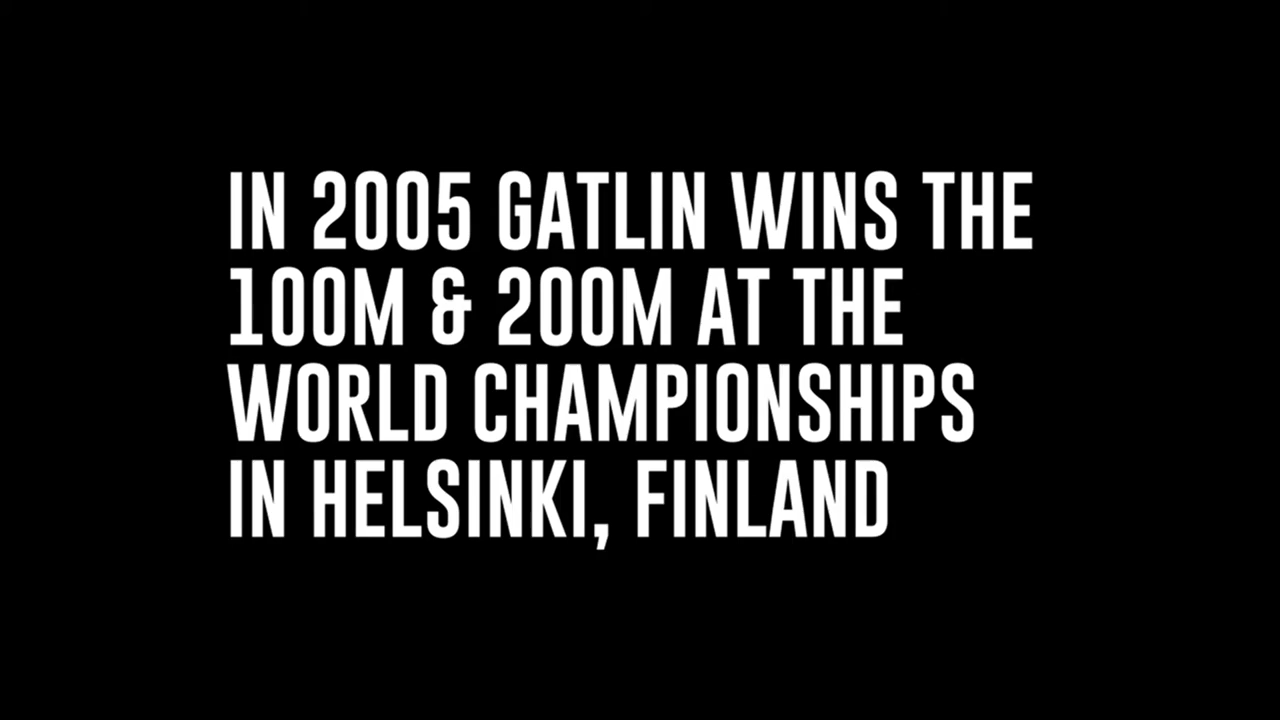 IN 2005 GATLIN WINS THE
100M & 200M AT THE
WORLD CHAMPIONSHIPS
IN HELSINKI, FINLAND